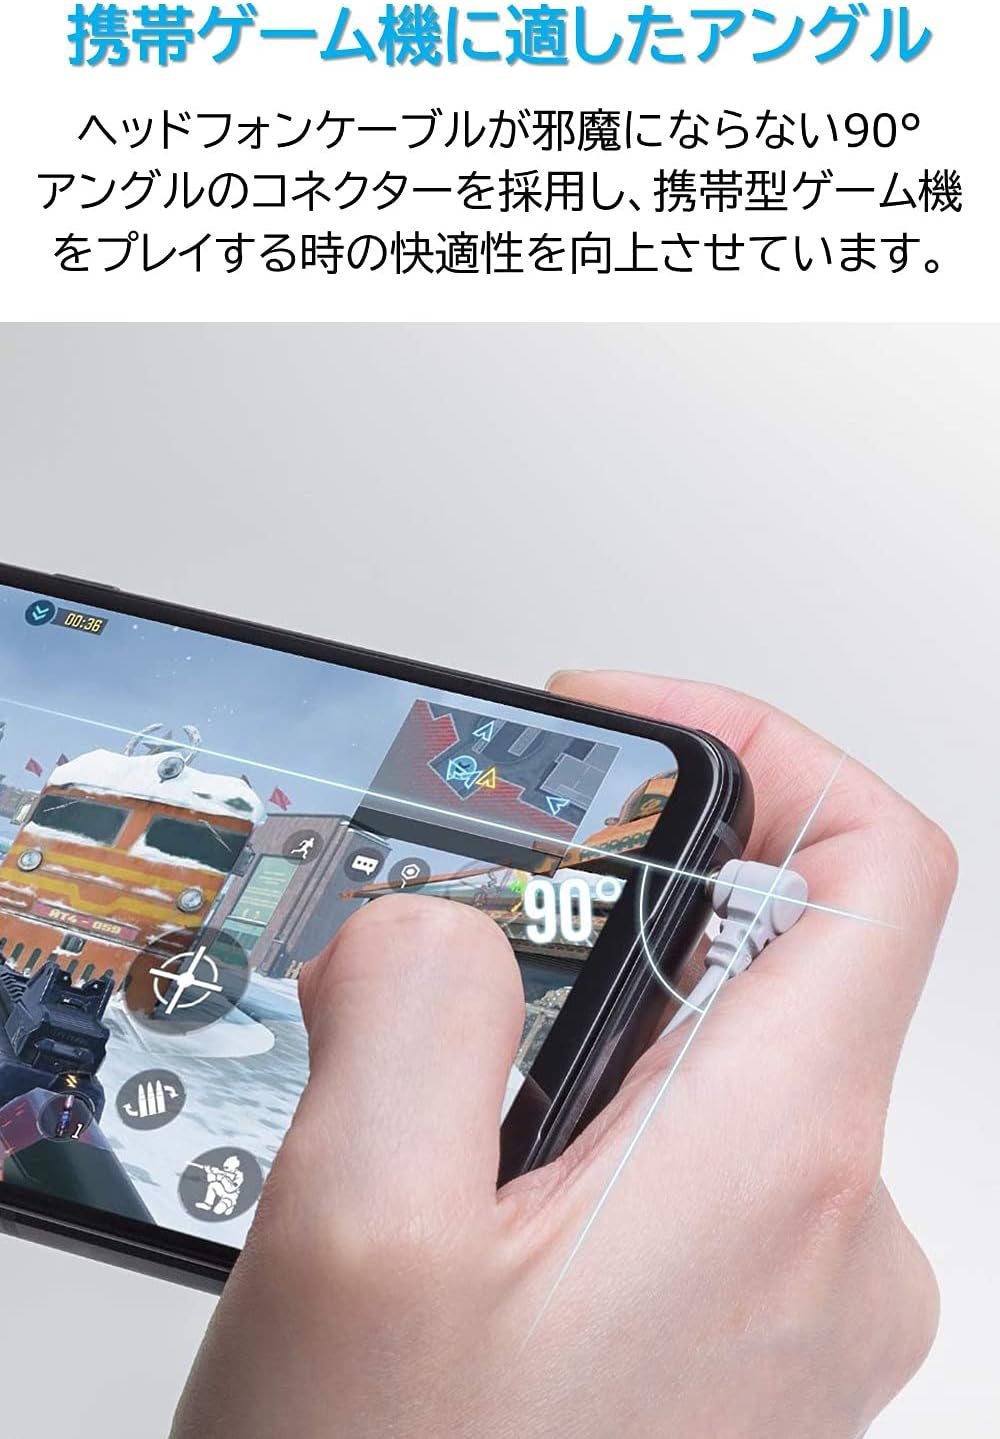 携帯ゲーム機に適したアングル
ヘッドフォンケーブルが邪魔にならない90°
アングルのコネクターを採用し、携帯型ゲーム機
をプレイする時の快適性を向上させています。
00:36
90°
ЯT4 - 059
1